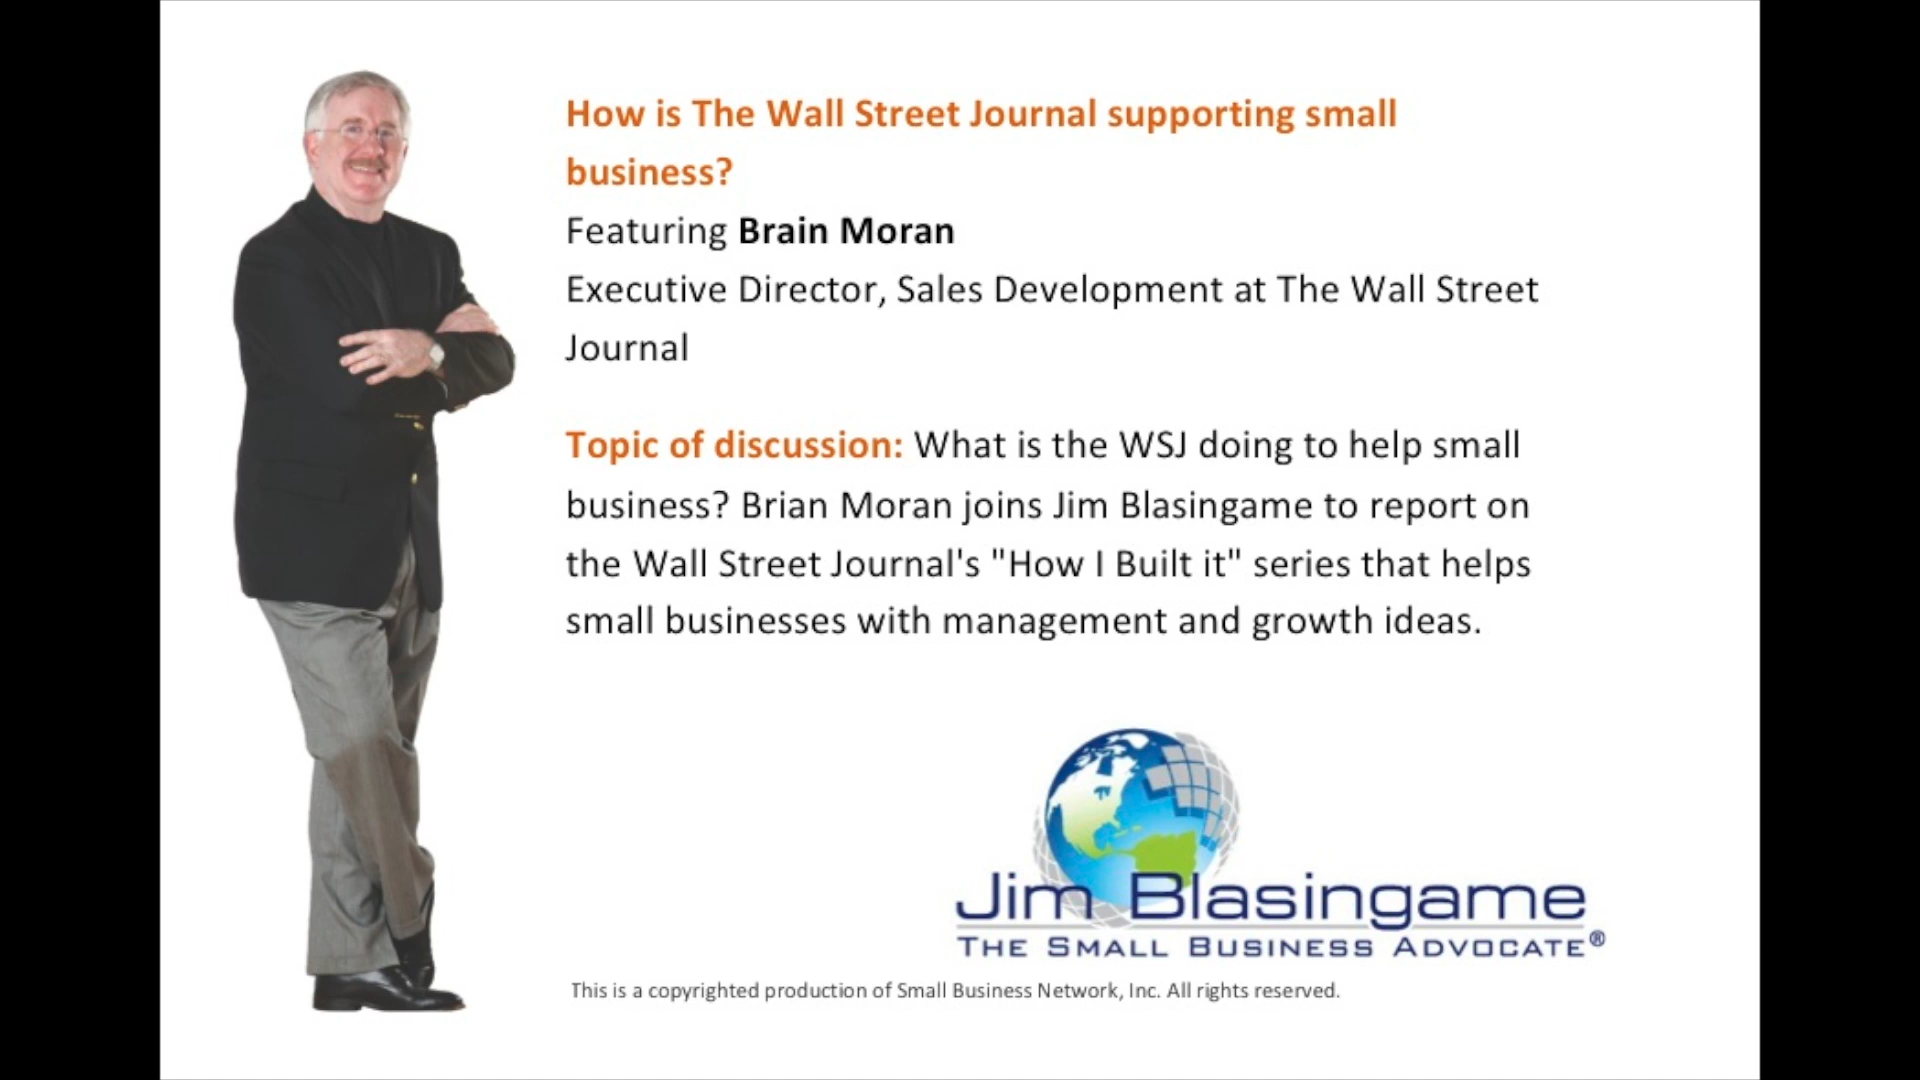 How is The Wall Street Journal supporting small
business?
Featuring Brain Moran
Executive Director, Sales Development at The Wall Street
Journal
Topic of discussion: What is the WSJ doing to help small
business? Brian Moran joins Jim Blasingame to report on
the Wall Street Journal's "How I Built it" series that helps
small businesses with management and growth ideas.
Jim Blasingame
THE SMALL BUSINESS ADVOCATE®
This is a copyrighted production of Small Business Network, Inc. All rights reserved.